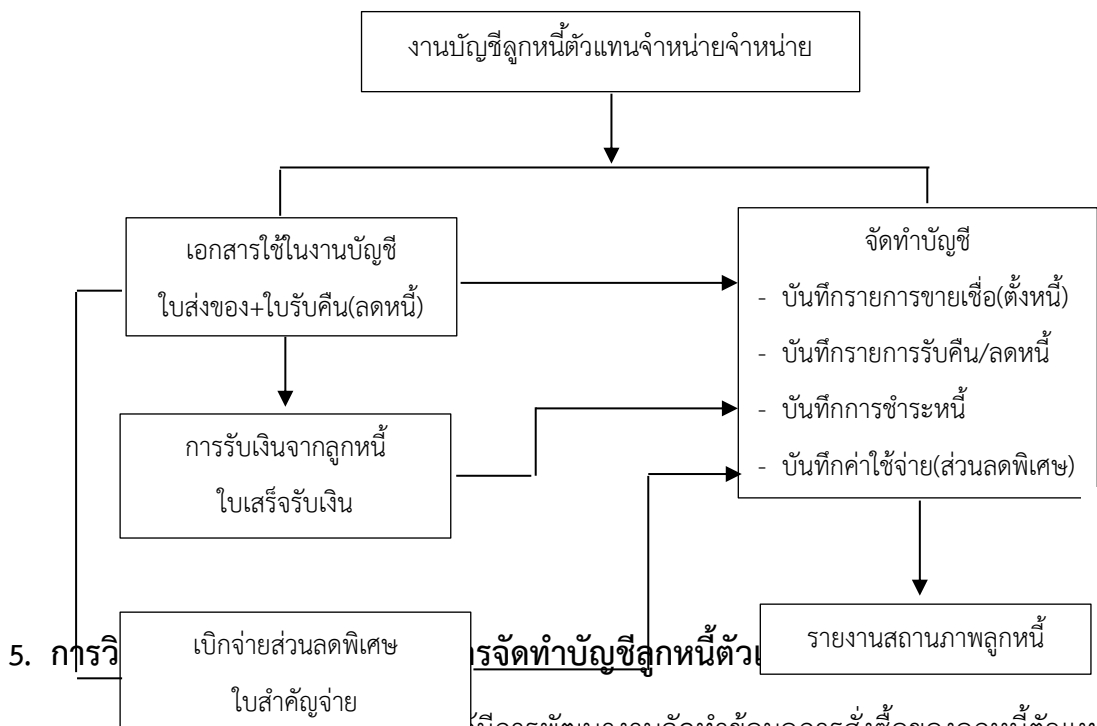 งานบัญชีลูกหนี้ตัวแทนจำหน่ายจำหน่าย
เอกสารใช้ในงานบัญชี
ใบส่งของ+ใบรับคืน(ลดหนี้)
จัดทำบัญชี
- บันทึกรายการขายเชื่อ(ตั้งหนี้)
- บันทึกรายการรับคืน/ลดหนี้
- บันทึกการชำระหนี้
- บันทึกค่าใช้จ่าย(ส่วนลดพิเศษ)
การรับเงินจากลูกหนี้
ใบเสร็จรับเงิน
เบิกจ่ายส่วนลดพิเศษ
ใบสำคัญจ่าย
รายงานสถานภาพลูกหนี้
5. การวิ รจัดทำบัญชีลูกหนี้ตัว